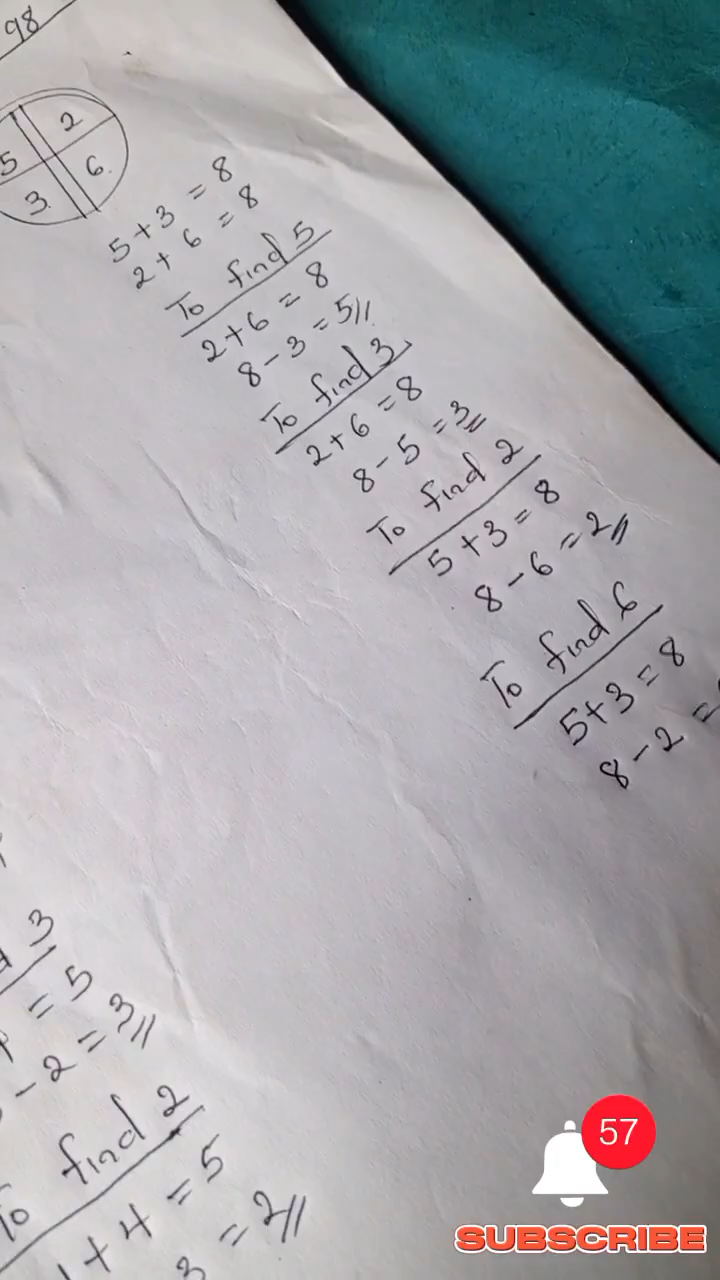 98
2
5
6.
3.
5 + 3 = 8
2 + 6 = 8
To find 5
2 + 6 = 8
8 - 3 = 5//
To find 3
2 + 6 = 8
8 - 5 = 3//
To find 2
5 + 3 = 8
8 - 6 = 2//
To find 6
5 + 3 = 8
8 - 2 =
3
= 5
- 2 = 3//
To find 2
1 + 4 = 5
3 = 2//
57
SUBSCRIBE